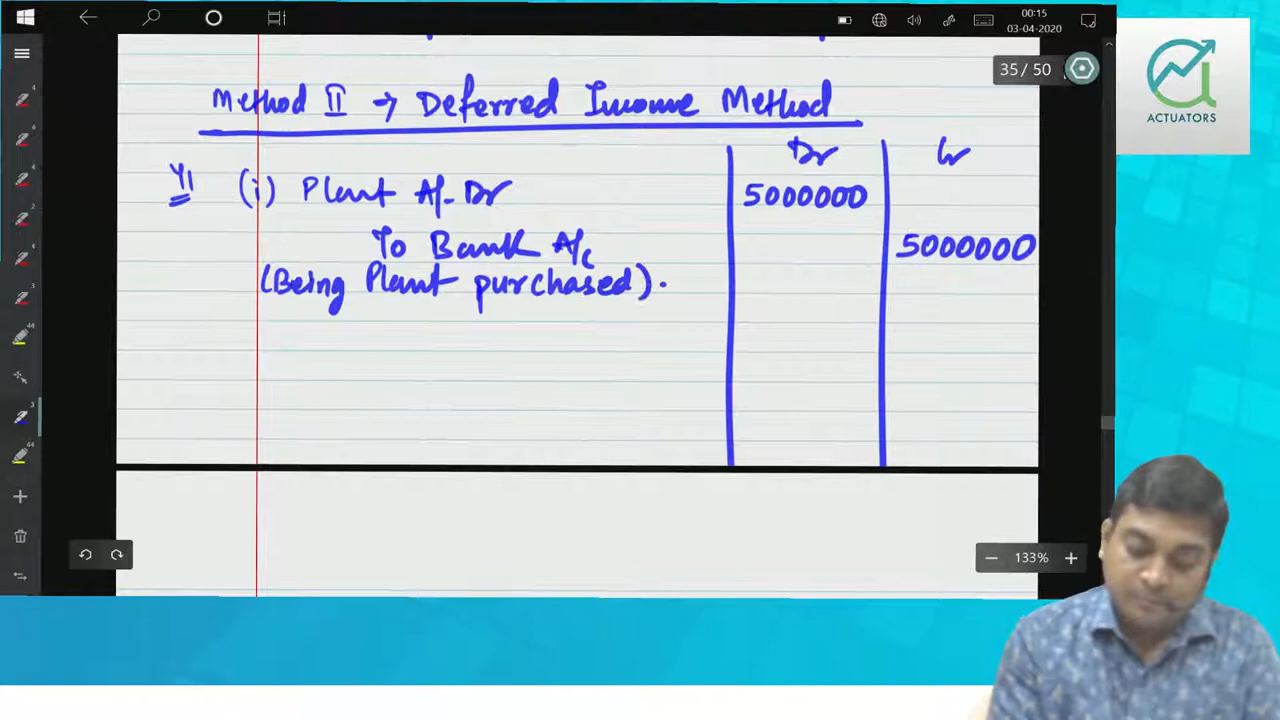 00:15
03-04-2020
35 / 50
ACTUATORS
Method II → Deferred Income Method
Dr Cr
Y1 (i) Plant A/c Dr 5000000
To Bank A/c 5000000
(Being Plant purchased).
133%